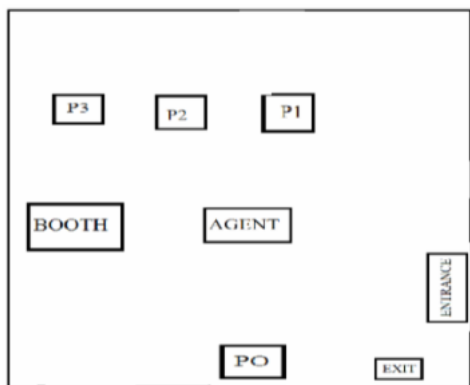 P3
P2
P1
BOOTH
AGENT
ENTRANCE
PO
EXIT